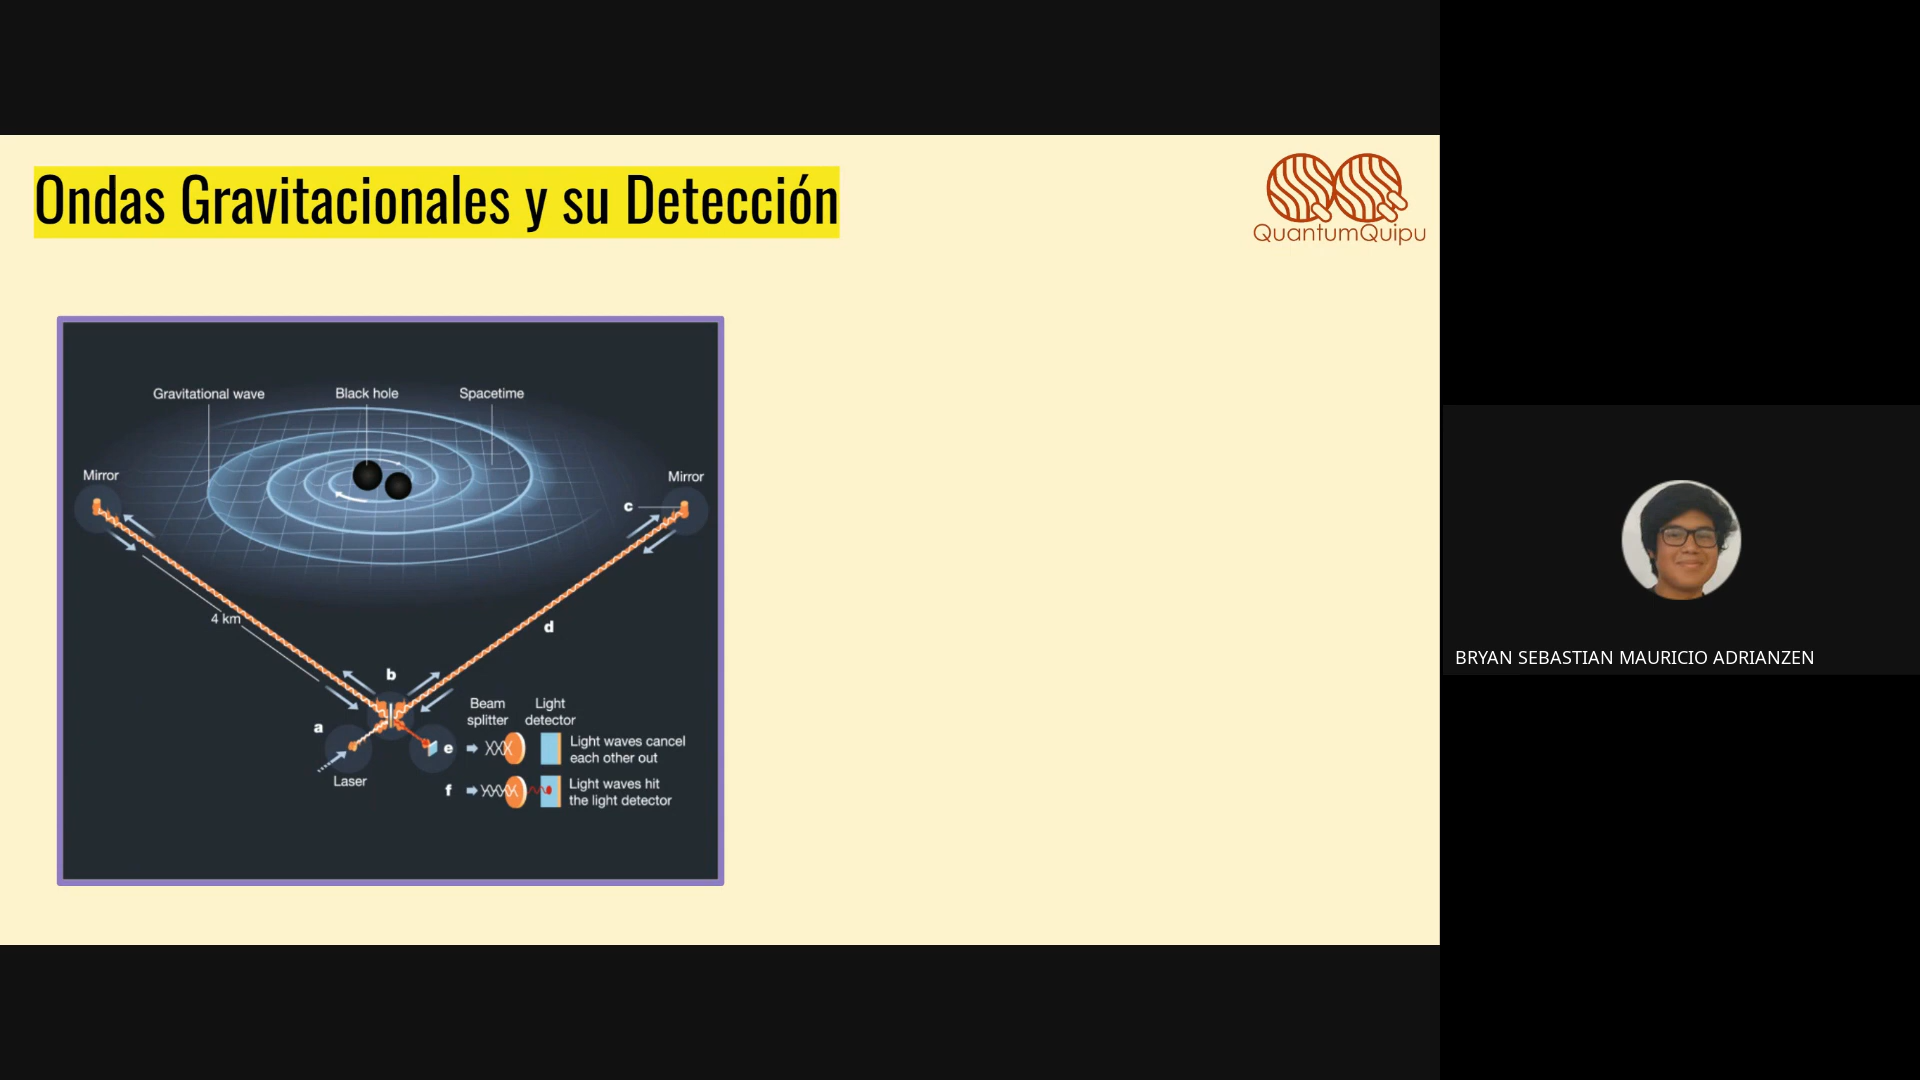 Ondas Gravitacionales y su Detección
QuantumQuipu
Gravitational wave
Black hole
Spacetime
Mirror
Mirror
c
4 km
d
b
a
Beam splitter
Light detector
e
Light waves cancel
each other out
Laser
f
Light waves hit
the light detector
BRYAN SEBASTIAN MAURICIO ADRIANZEN